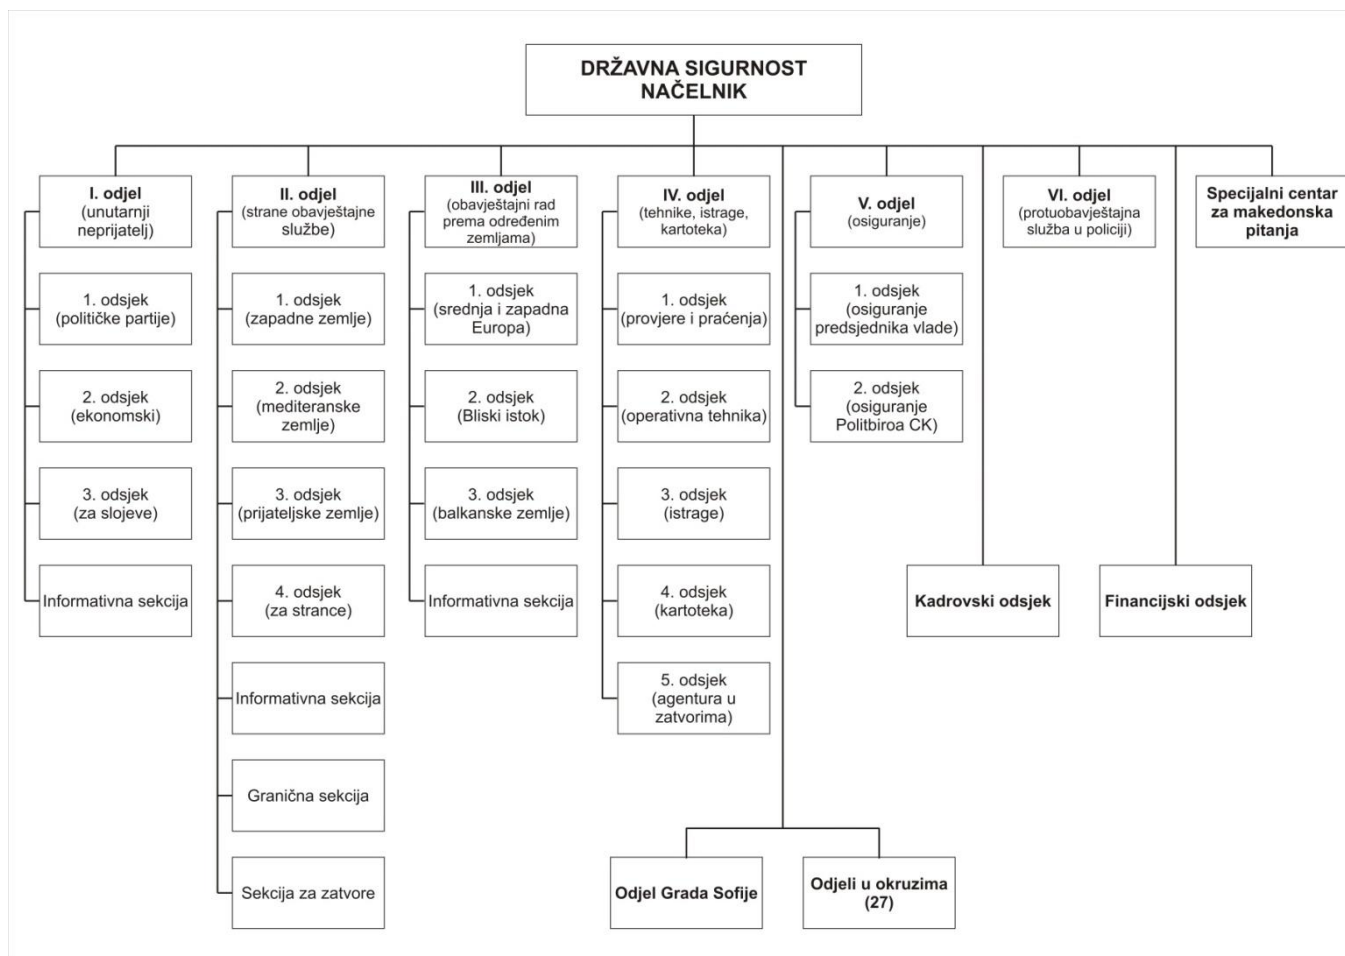 DRŽAVNA SIGURNOST
NAČELNIK
I. odjel
(unutarnji
neprijatelj)
1. odsjek
(političke partije)
2. odsjek
(ekonomski)
3. odsjek
(za slojeve)
Informativna sekcija
II. odjel
(strane obavještajne
službe)
1. odsjek
(zapadne zemlje)
2. odsjek
(mediteranske
zemlje)
3. odsjek
(prijateljske zemlje)
4. odsjek
(za strance)
Informativna sekcija
Granična sekcija
Sekcija za zatvore
III. odjel
(obavještajni rad
prema određenim
zemljama)
1. odsjek
(srednja i zapadna
Europa)
2. odsjek
(Bliski istok)
3. odsjek
(balkanske zemlje)
Informativna sekcija
IV. odjel
(tehnike, istrage,
kartoteka)
1. odsjek
(provjere i praćenja)
2. odsjek
(operativna tehnika)
3. odsjek
(istrage)
4. odsjek
(kartoteka)
5. odsjek
(agentura u
zatvorima)
V. odjel
(osiguranje)
1. odsjek
(osiguranje
predsjednika vlade)
2. odsjek
(osiguranje
Politbiroa CK)
VI. odjel
(protuobavještajna
služba u policiji)
Specijalni centar
za makedonska
pitanja
Kadrovski odsjek
Financijski odsjek
Odjel Grada Sofije
Odjeli u okruzima
(27)